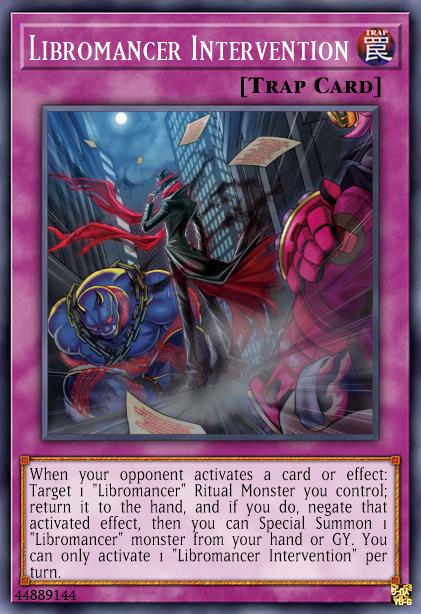 Libromancer Intervention
TRAP
罠
[Trap Card]
When your opponent activates a card or effect:
Target 1 "Libromancer" Ritual Monster you control;
return it to the hand, and if you do, negate that
activated effect, then you can Special Summon 1
"Libromancer" monster from your hand or GY. You
can only activate 1 "Libromancer Intervention" per
turn.
44889144